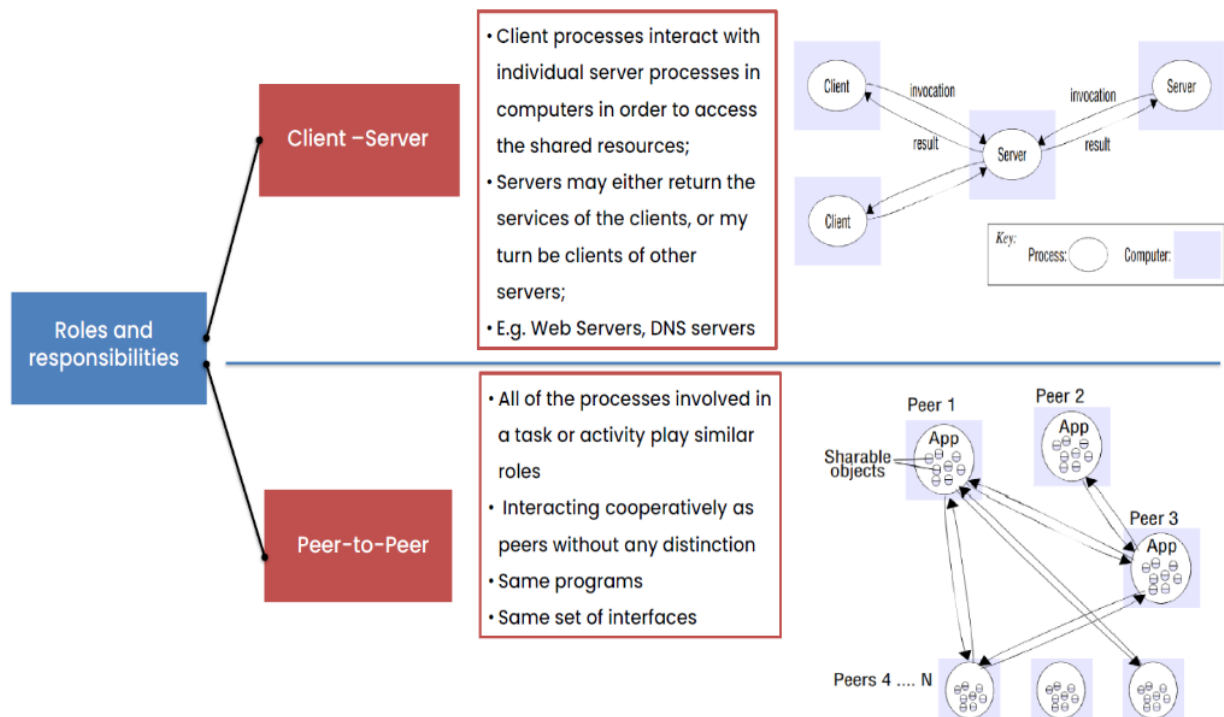 Roles and
responsibilities
Client –Server
• Client processes interact with
individual server processes in
computers in order to access
the shared resources;
• Servers may either return the
services of the clients, or my
turn be clients of other
servers;
• E.g. Web Servers, DNS servers
Client
invocation
result
Server
invocation
result
Server
Client
Key:
Process:
Computer:
Peer-to-Peer
• All of the processes involved in
a task or activity play similar
roles
• Interacting cooperatively as
peers without any distinction
• Same programs
• Same set of interfaces
Peer 1
App
Sharable
objects
Peer 2
App
Peer 3
App
Peers 4 .... N